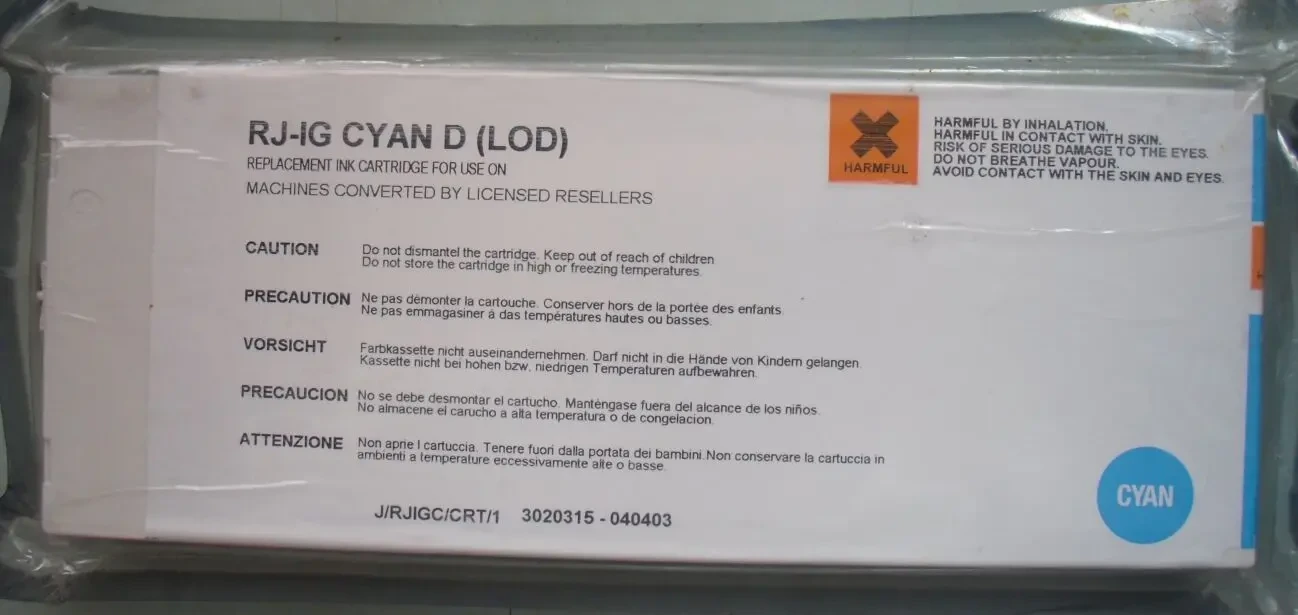 RJ-IG CYAN D (LOD)
REPLACEMENT INK CARTRIDGE FOR USE ON
MACHINES CONVERTED BY LICENSED RESELLERS
HARMFUL
HARMFUL BY INHALATION.
HARMFUL IN CONTACT WITH SKIN.
RISK OF SERIOUS DAMAGE TO THE EYES.
DO NOT BREATHE VAPOUR.
AVOID CONTACT WITH THE SKIN AND EYES.
CAUTION Do not dismantel the cartridge. Keep out of reach of children
Do not store the cartridge in high or freezing temperatures.
PRECAUTION Ne pas démonter la cartouche. Conserver hors de la portée des enfants.
Ne pas emmagasiner à das températures hautes ou basses.
VORSICHT Farbkassette nicht auseinandernehmen. Darf nicht in die Hände von Kindern gelangen.
Kassette nicht bei hohen bzw. niedrigen Temperaturen aufbewahren.
PRECAUCION No se debe desmontar el cartucho. Manténgase fuera del alcance de los niños.
No almacene el carucho a alta temperatura o de congelacion.
ATTENZIONE Non aprie l cartuccia. Tenere fuori dalla portata dei bambini.Non conservare la cartuccia in
ambienti a temperature eccessivamente alte o basse.
J/RJIGC/CRT/1 3020315 - 040403
CYAN